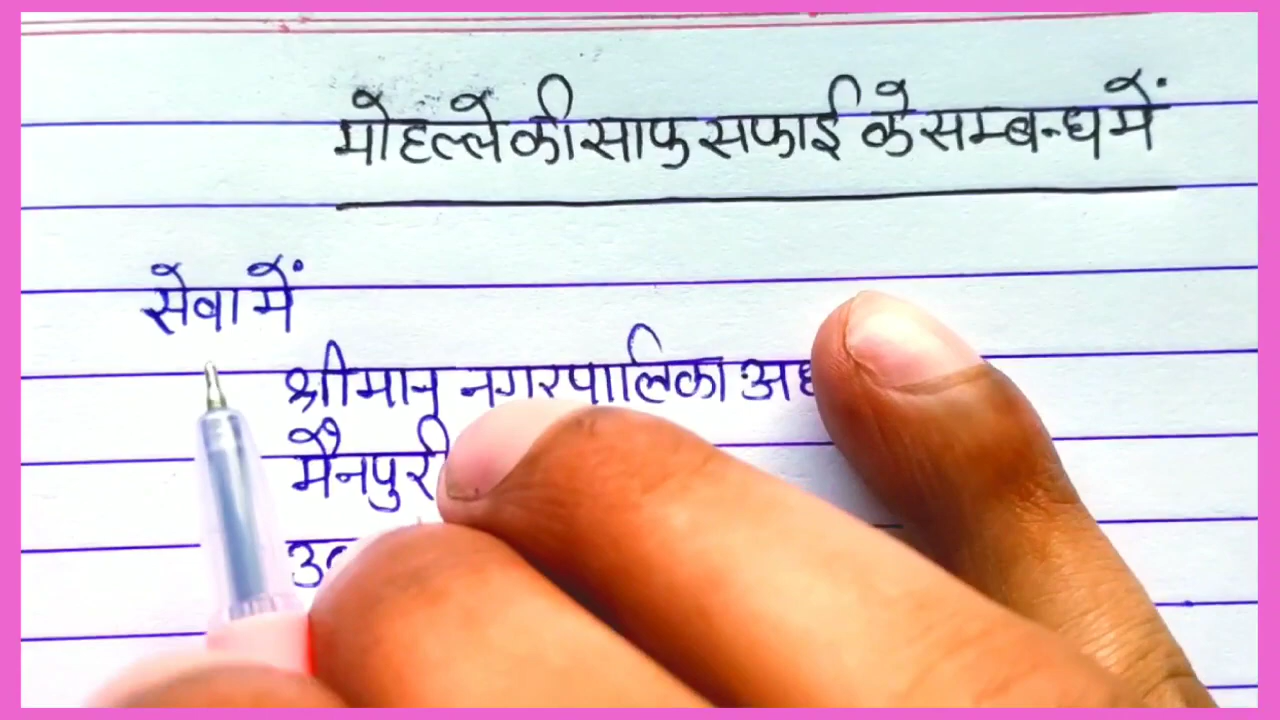 मोहल्ले की साफ सफाई के सम्बन्ध में
सेवा में
श्रीमान नगरपालिका
मैनपुरी